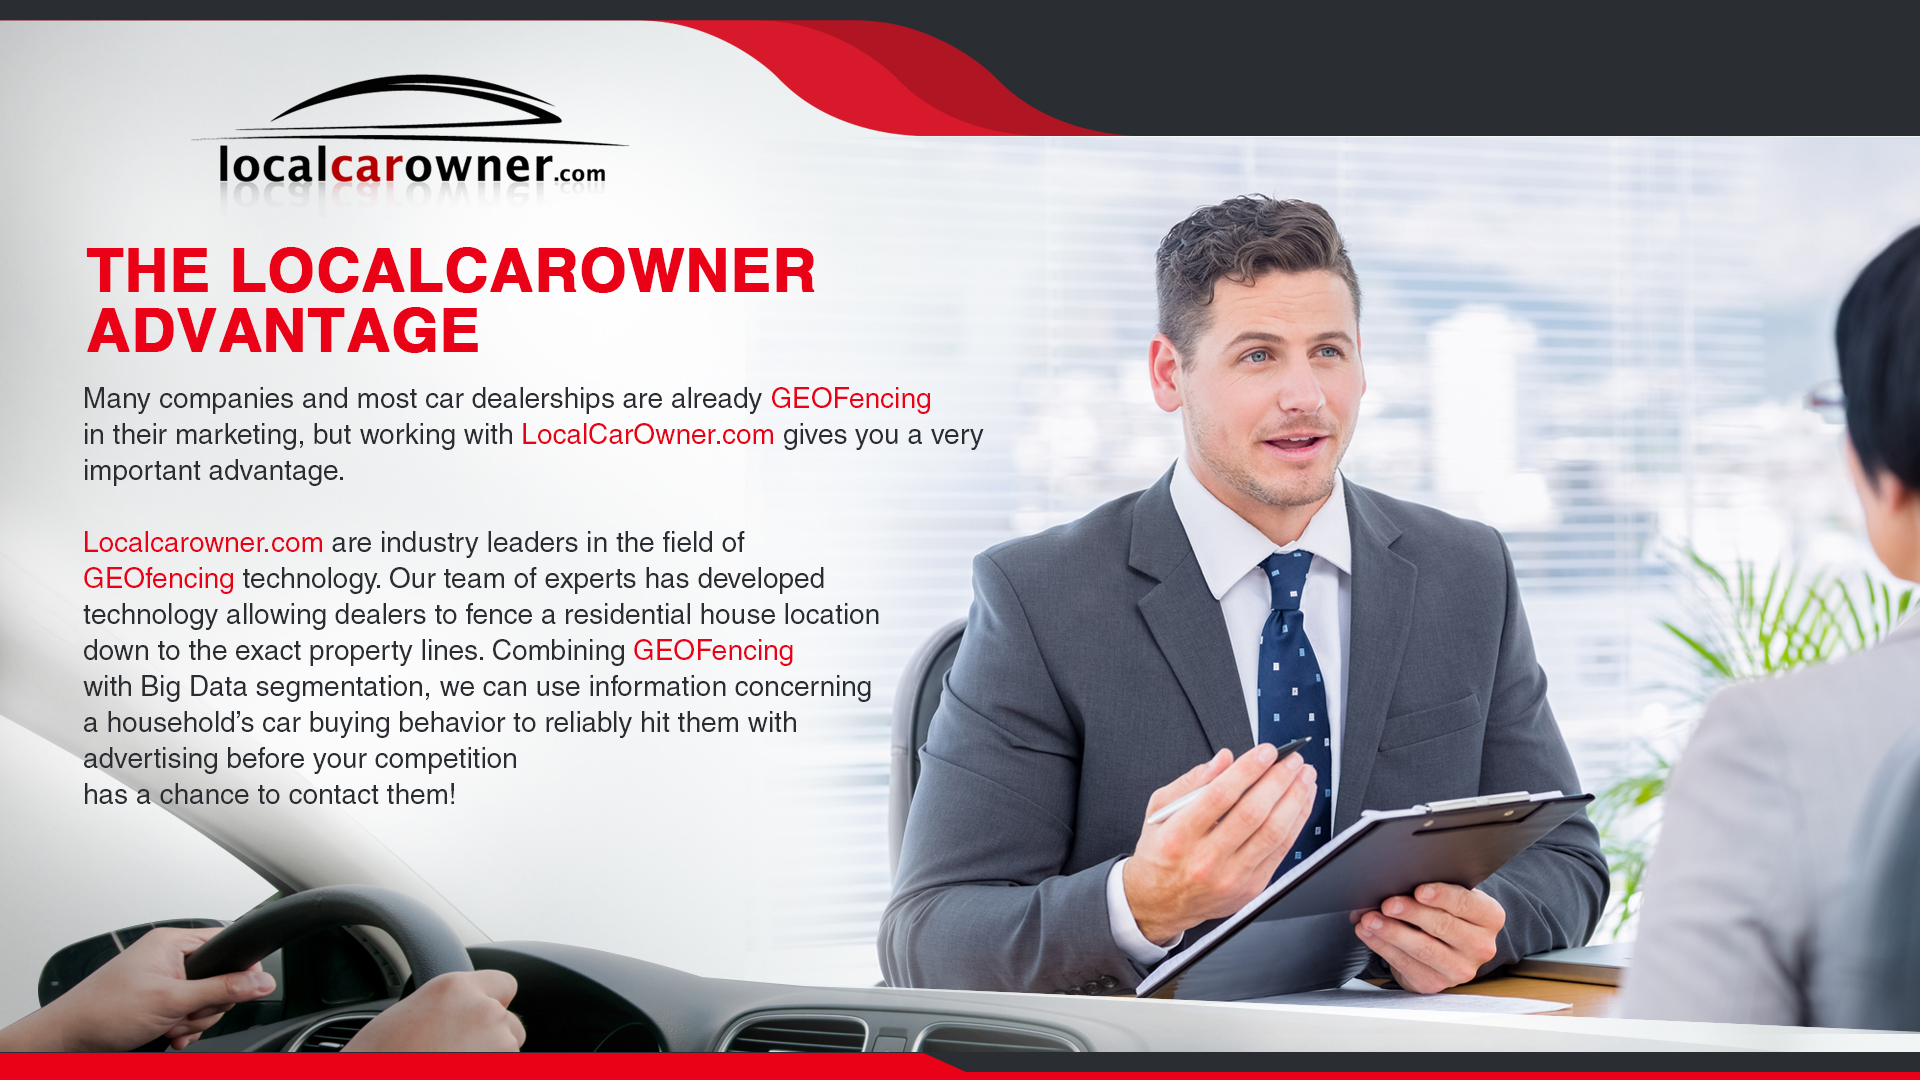 localcarowner.com
THE LOCALCAROWNER
ADVANTAGE
Many companies and most car dealerships are already GEOFencing
in their marketing, but working with LocalCarOwner.com gives you a very
important advantage.
Localcarowner.com are industry leaders in the field of
GEOfencing technology. Our team of experts has developed
technology allowing dealers to fence a residential house location
down to the exact property lines. Combining GEOFencing
with Big Data segmentation, we can use information concerning
a household’s car buying behavior to reliably hit them with
advertising before your competition
has a chance to contact them!